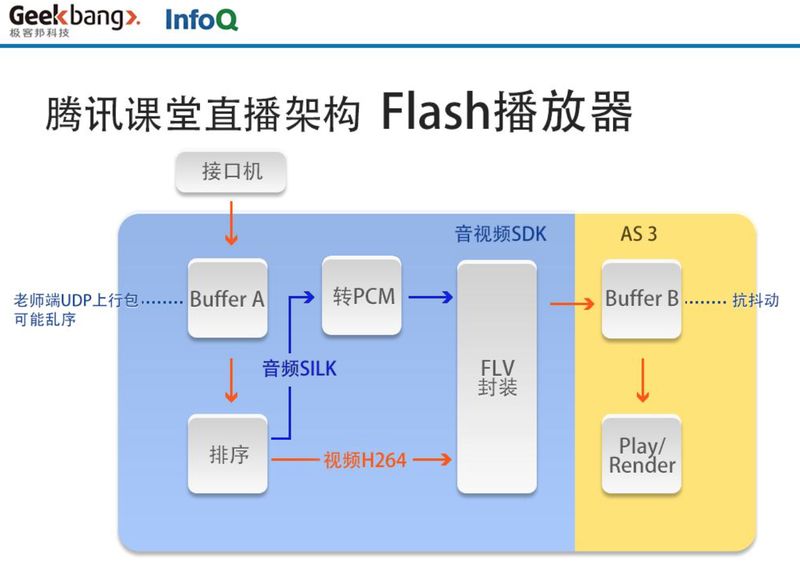 Geekbang>.
极客邦科技
InfoQ
腾讯课堂直播架构 Flash播放器
接口机
音视频SDK
AS 3
老师端UDP上行包
可能乱序
Buffer A
转PCM
Buffer B
抗抖动
音频SILK
FLV
封装
排序
视频H264
Play/
Render